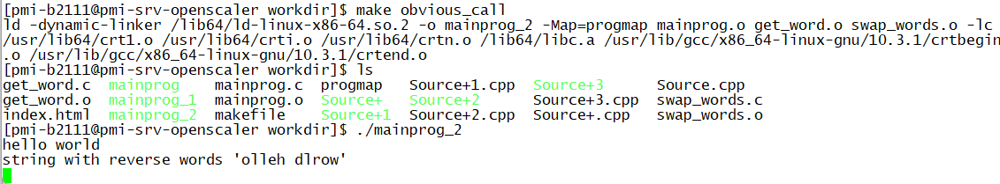 [pmi-b2111@pmi-srv-openscaler workdir]$ make obvious_call
ld -dynamic-linker /lib64/ld-linux-x86-64.so.2 -o mainprog_2 -Map=progmap mainprog.o get_word.o swap_words.o -lc
/usr/lib64/crt1.o /usr/lib64/crti.o /usr/lib64/crtn.o /lib64/libc.a /usr/lib/gcc/x86_64-linux-gnu/10.3.1/crtbegin
.o /usr/lib/gcc/x86_64-linux-gnu/10.3.1/crtend.o
[pmi-b2111@pmi-srv-openscaler workdir]$ ls
get_word.c mainprog mainprog.c progmap Source+1.cpp Source+3 Source.cpp
get_word.o mainprog_1 mainprog.o Source+ Source+2 Source+3.cpp swap_words.c
index.html mainprog_2 makefile Source+1 Source+2.cpp Source+.cpp swap_words.o
[pmi-b2111@pmi-srv-openscaler workdir]$ ./mainprog_2
hello world
string with reverse words 'olleh dlrow'